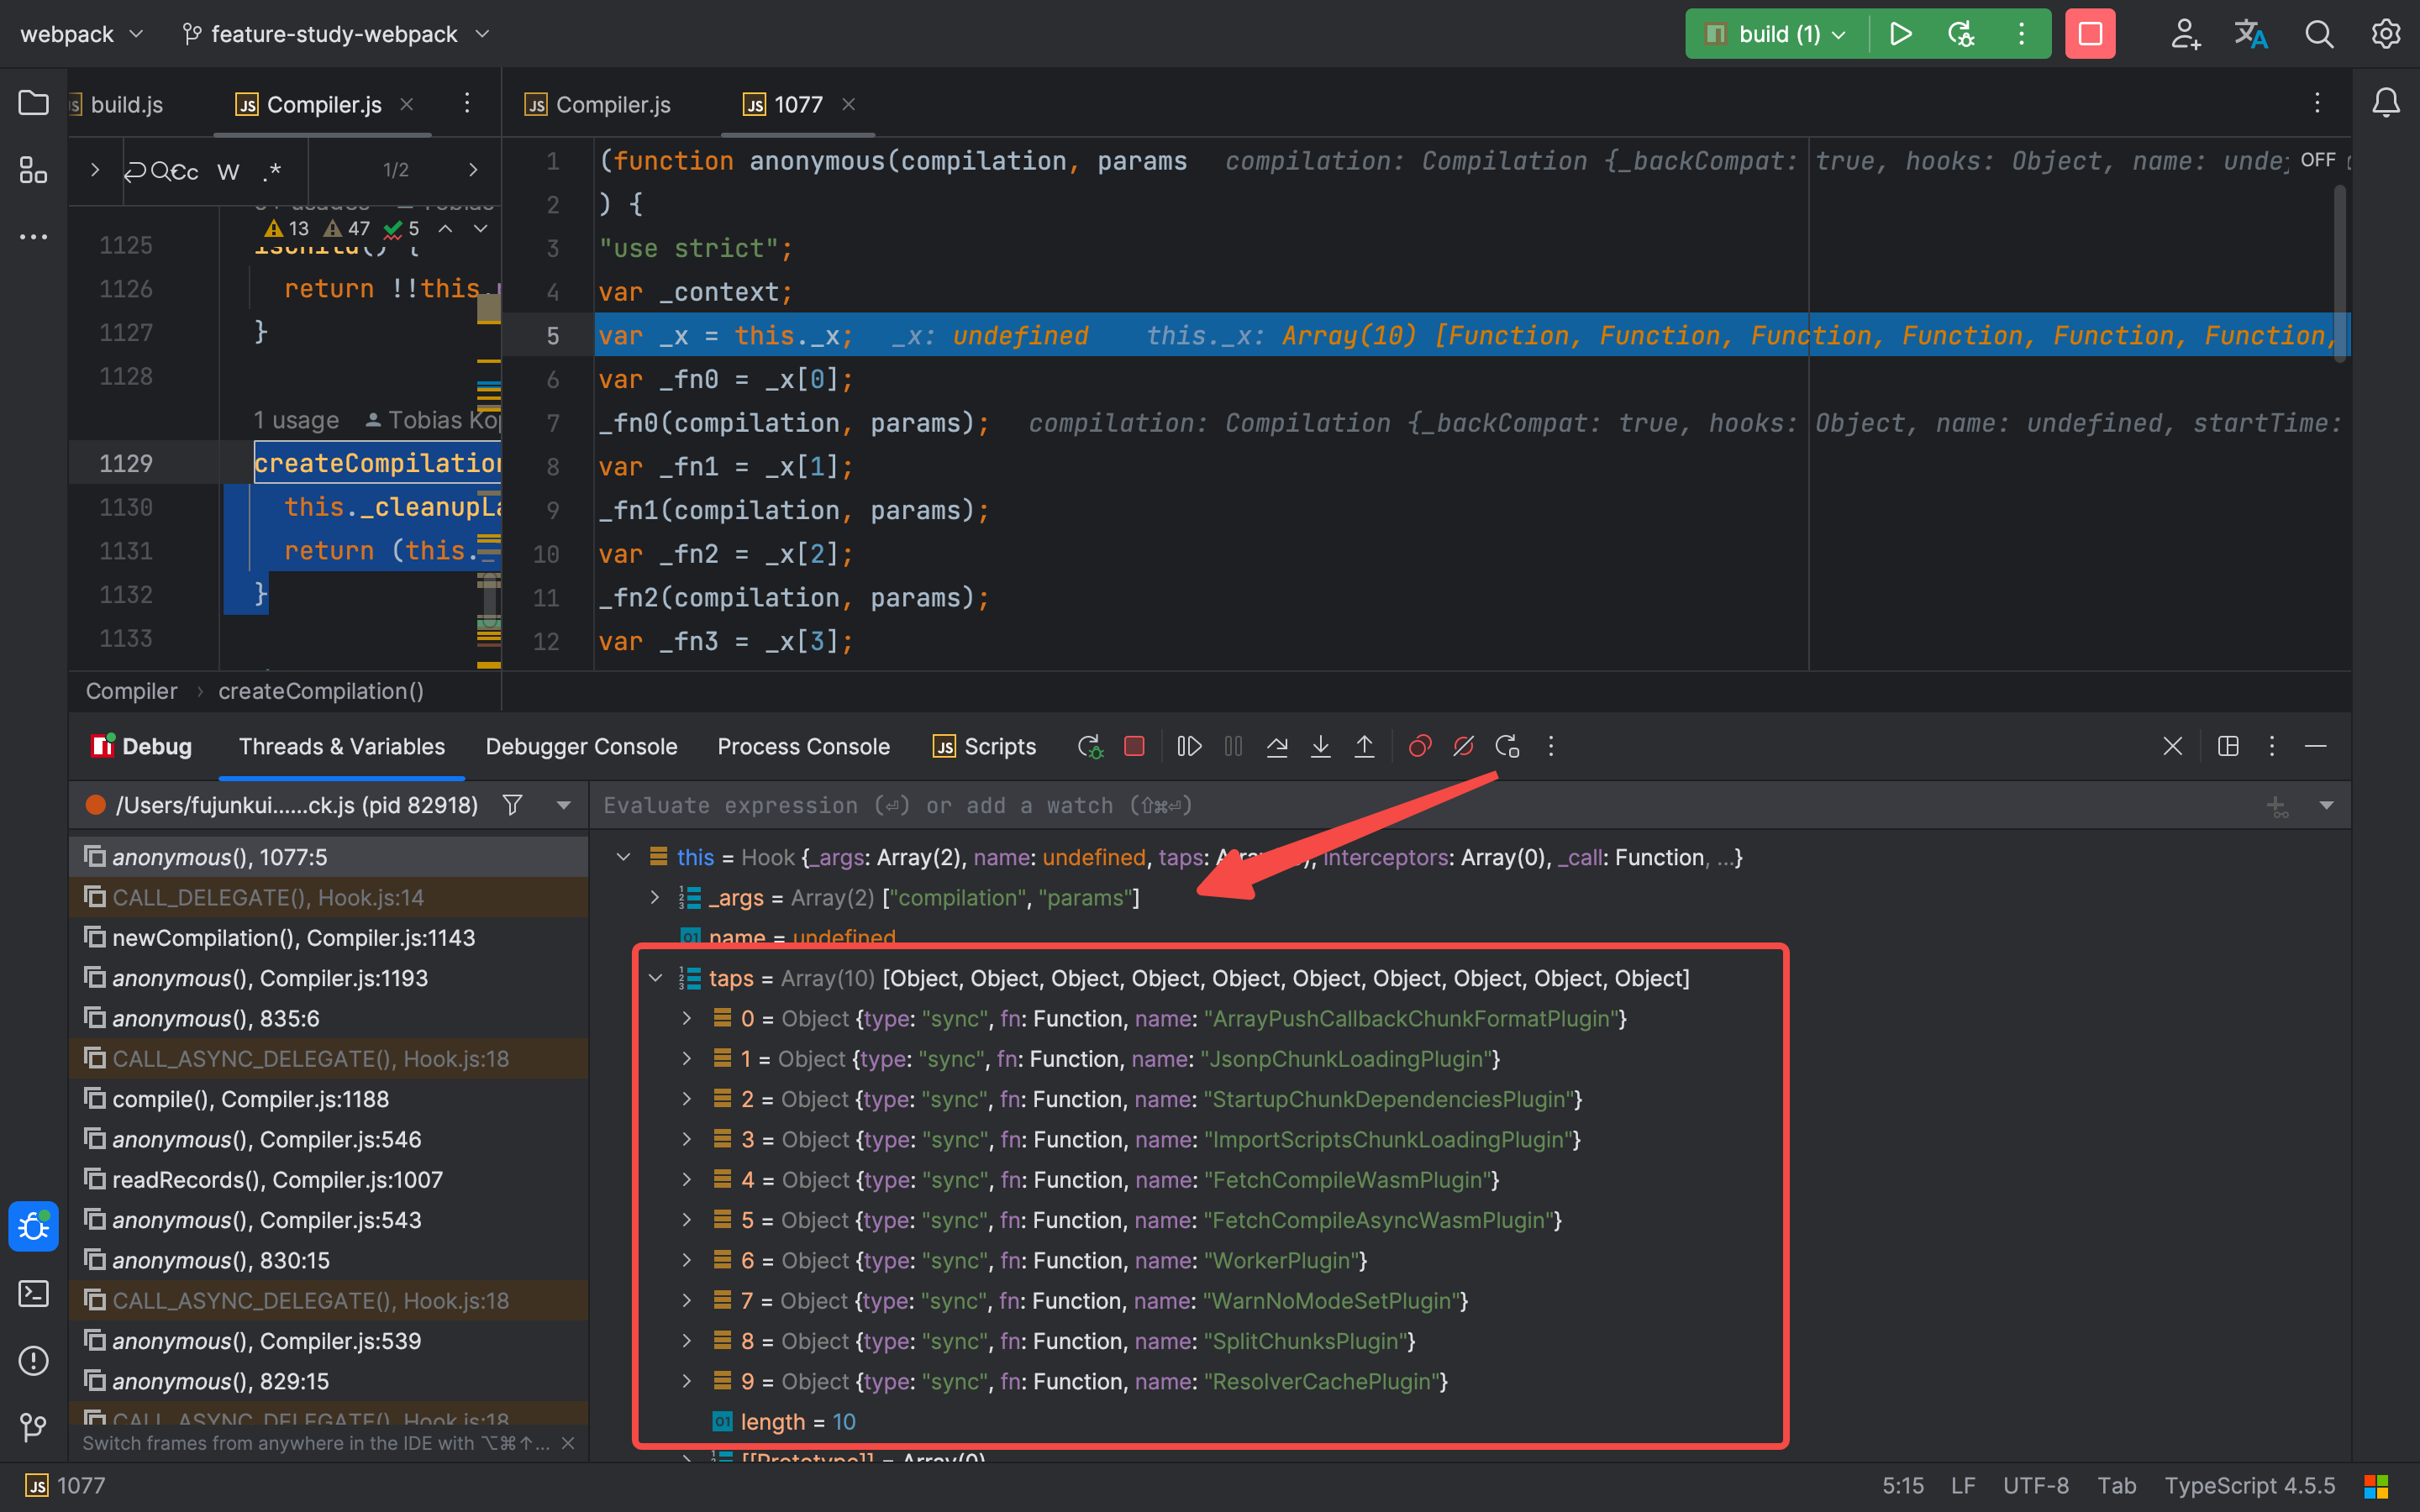 webpack
feature-study-webpack
build (1)
build.js
Compiler.js
Compiler.js
1077
Cc W .*
1/2
13 47 5
1125
1126 return !!this.
1127 }
1128
1 usage Tobias Kop
1129 createCompilation
1130 this._cleanupLa
1131 return (this.
1132 }
1133
1 (function anonymous(compilation, params compilation: Compilation {_backCompat: true, hooks: Object, name: unde
OFF
2 ) {
3 "use strict";
4 var _context;
5 var _x = this._x; _x: undefined this._x: Array(10) [Function, Function, Function, Function, Function, Function,
6 var _fn0 = _x[0];
7 _fn0(compilation, params); compilation: Compilation {_backCompat: true, hooks: Object, name: undefined, startTime:
8 var _fn1 = _x[1];
9 _fn1(compilation, params);
10 var _fn2 = _x[2];
11 _fn2(compilation, params);
12 var _fn3 = _x[3];
Compiler › createCompilation()
Debug
Threads & Variables
Debugger Console
Process Console
Scripts
/Users/fujunkui......ck.js (pid 82918)
Evaluate expression (⏎) or add a watch (⇧⌘⏎)
anonymous(), 1077:5
CALL_DELEGATE(), Hook.js:14
newCompilation(), Compiler.js:1143
anonymous(), Compiler.js:1193
anonymous(), 835:6
CALL_ASYNC_DELEGATE(), Hook.js:18
compile(), Compiler.js:1188
anonymous(), Compiler.js:546
readRecords(), Compiler.js:1007
anonymous(), Compiler.js:543
anonymous(), 830:15
CALL_ASYNC_DELEGATE(), Hook.js:18
anonymous(), Compiler.js:539
anonymous(), 829:15
CALL_ASYNC_DELEGATE(), Hook.js:18
Switch frames from anywhere in the IDE with ⌥⌘↑...
this = Hook {_args: Array(2), name: undefined, taps: interceptors: Array(0), _call: Function, ...}
_args = Array(2) ["compilation", "params"]
name = undefined
taps = Array(10) [Object, Object, Object, Object, Object, Object, Object, Object, Object, Object]
0 = Object {type: "sync", fn: Function, name: "ArrayPushCallbackChunkFormatPlugin"}
1 = Object {type: "sync", fn: Function, name: "JsonpChunkLoadingPlugin"}
2 = Object {type: "sync", fn: Function, name: "StartupChunkDependenciesPlugin"}
3 = Object {type: "sync", fn: Function, name: "ImportScriptsChunkLoadingPlugin"}
4 = Object {type: "sync", fn: Function, name: "FetchCompileWasmPlugin"}
5 = Object {type: "sync", fn: Function, name: "FetchCompileAsyncWasmPlugin"}
6 = Object {type: "sync", fn: Function, name: "WorkerPlugin"}
7 = Object {type: "sync", fn: Function, name: "WarnNoModeSetPlugin"}
8 = Object {type: "sync", fn: Function, name: "SplitChunksPlugin"}
9 = Object {type: "sync", fn: Function, name: "ResolverCachePlugin"}
length = 10
[[Prototype]] = Array(0)
1077
5:15 LF UTF-8 Tab TypeScript 4.5.5